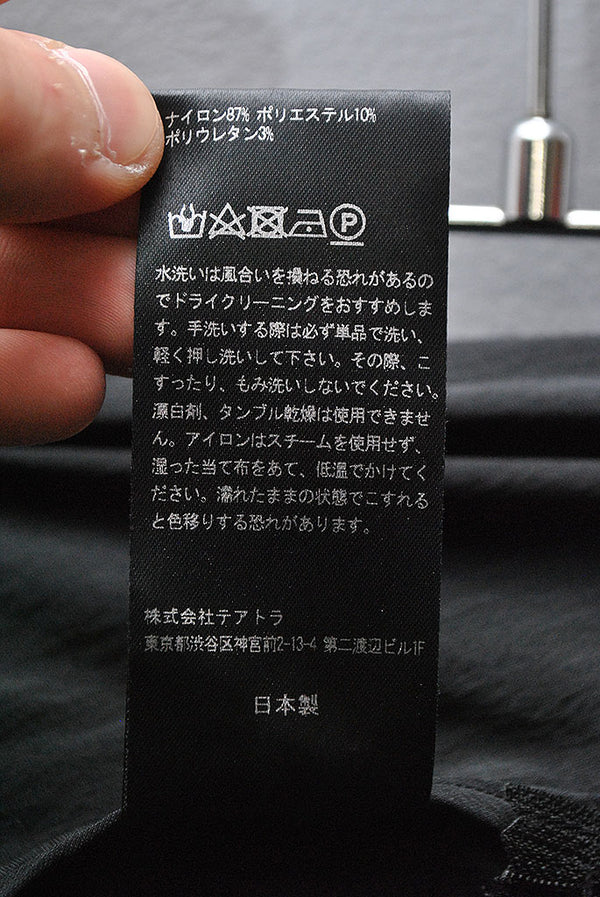 ナイロン87% ポリエステル10%
ポリウレタン3%
P
水洗いは風合いを損ねる恐れがあるの
でドライクリーニングをおすすめしま
す。手洗いする際は必ず単品で洗い、
軽く押し洗いして下さい。その際、こ
すったり、もみ洗いしないでください。
漂白剤、タンブル乾燥は使用できませ
ん。アイロンはスチームを使用せず、
湿った当て布をあて、低温でかけてく
ださい。濡れたままの状態でこすれる
と色移りする恐れがあります。
株式会社テアトラ
東京都渋谷区神宮前2-13-4 第二渡辺ビル1F
日本製